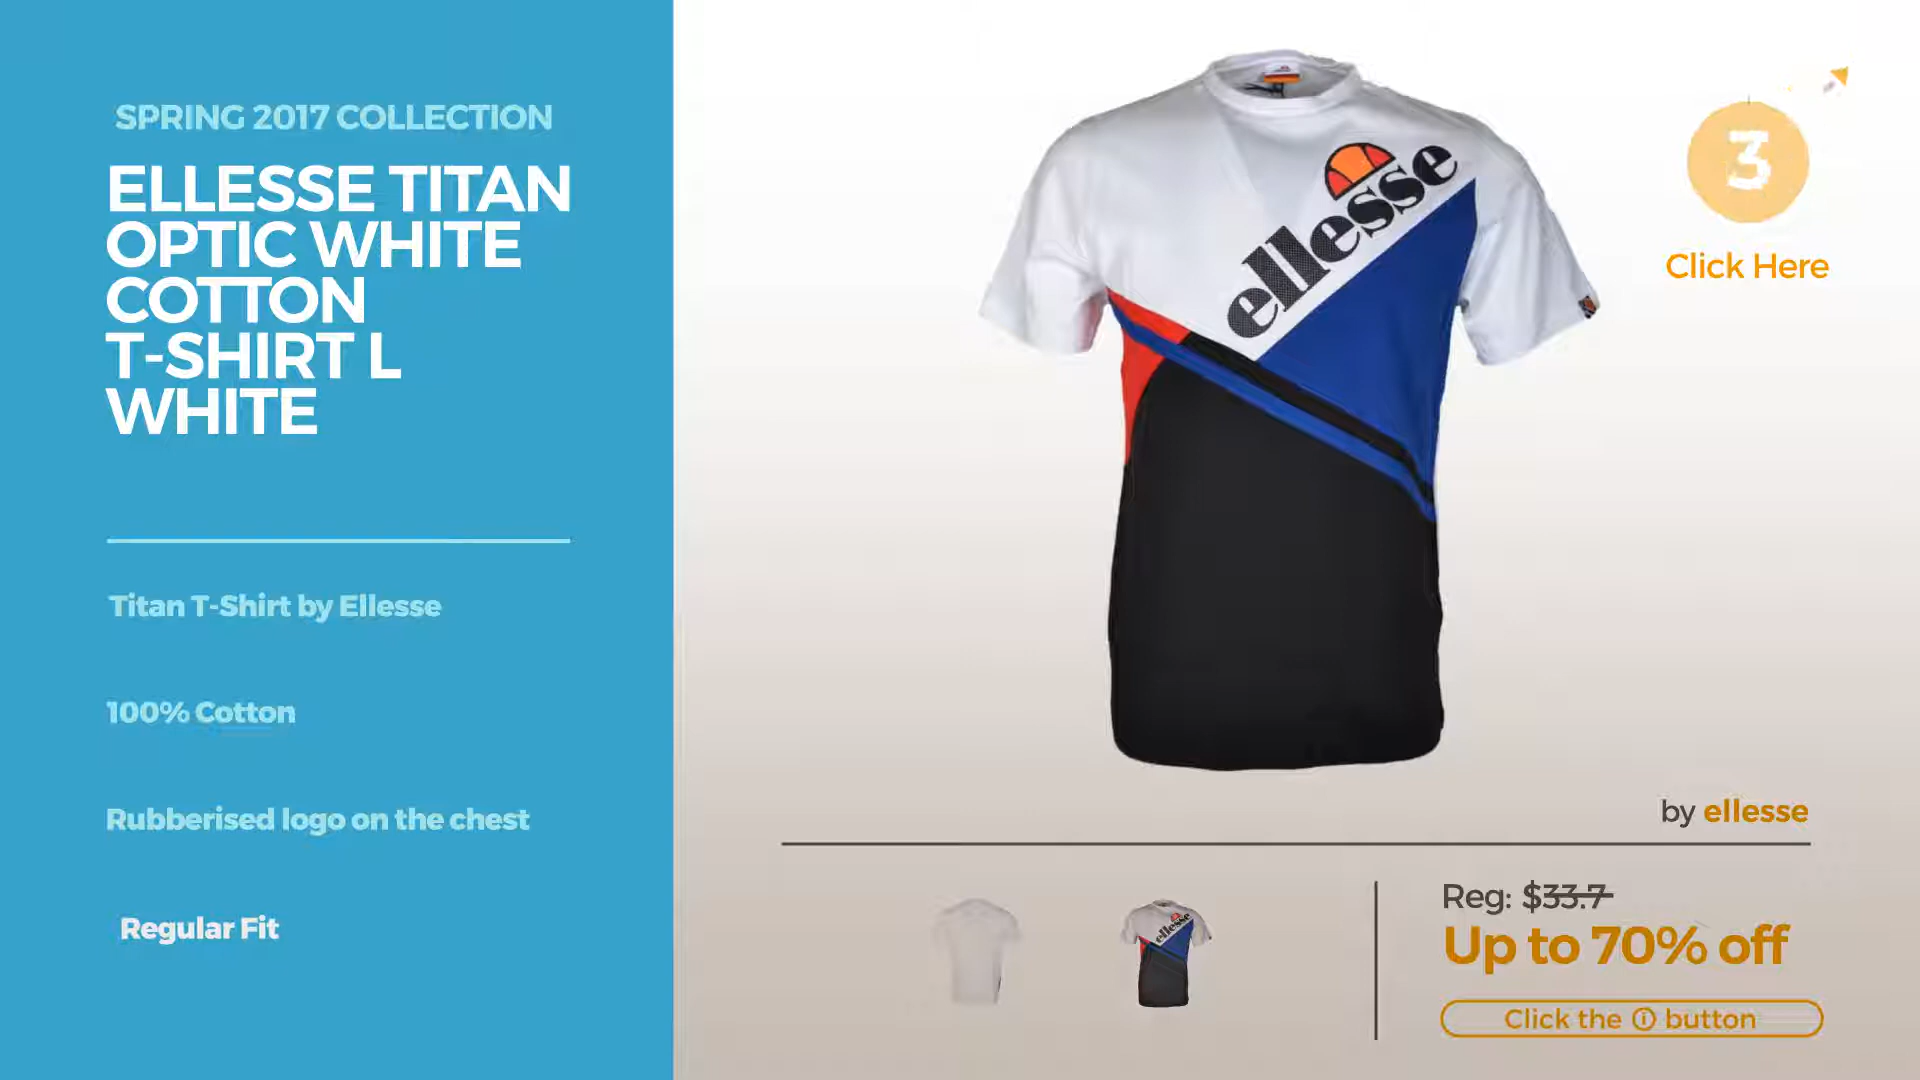 SPRING 2017 COLLECTION
ELLESSE TITAN
OPTIC WHITE
COTTON
T-SHIRT L
WHITE
Titan T-Shirt by Ellesse
100% Cotton
Rubberised logo on the chest
Regular Fit
ellesse
3
Click Here
by ellesse
ellesse
Reg: $33.7
Up to 70% off
Click the ⓘ button